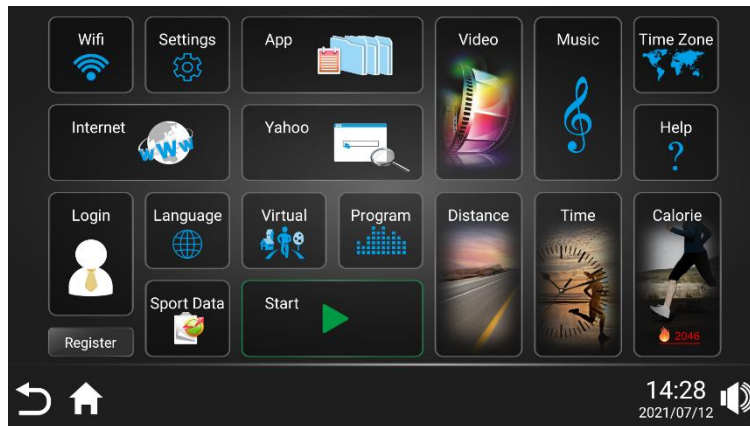 Wifi
Settings
App
Video
Music
Time Zone
Internet
WWW
Yahoo
Help
?
Login
Language
Virtual
Program
Distance
Time
Calorie
Sport Data
Start
Register
2046
14:28
2021/07/12